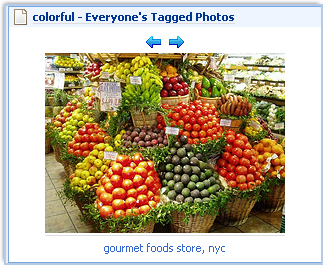 colorful - Everyone's Tagged Photos
gourmet foods store, nyc